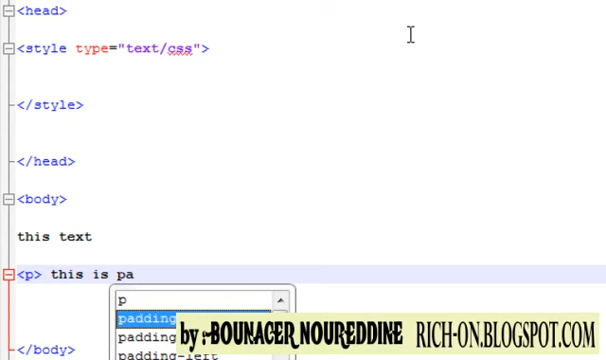 <head>
<style type="text/css">
</style>
</head>
<body>
this text
<p> this is pa
p
padding
padding
padding-left
by : BOUNACER NOUREDDINE RICH-ON.BLOGSPOT.COM
</body>